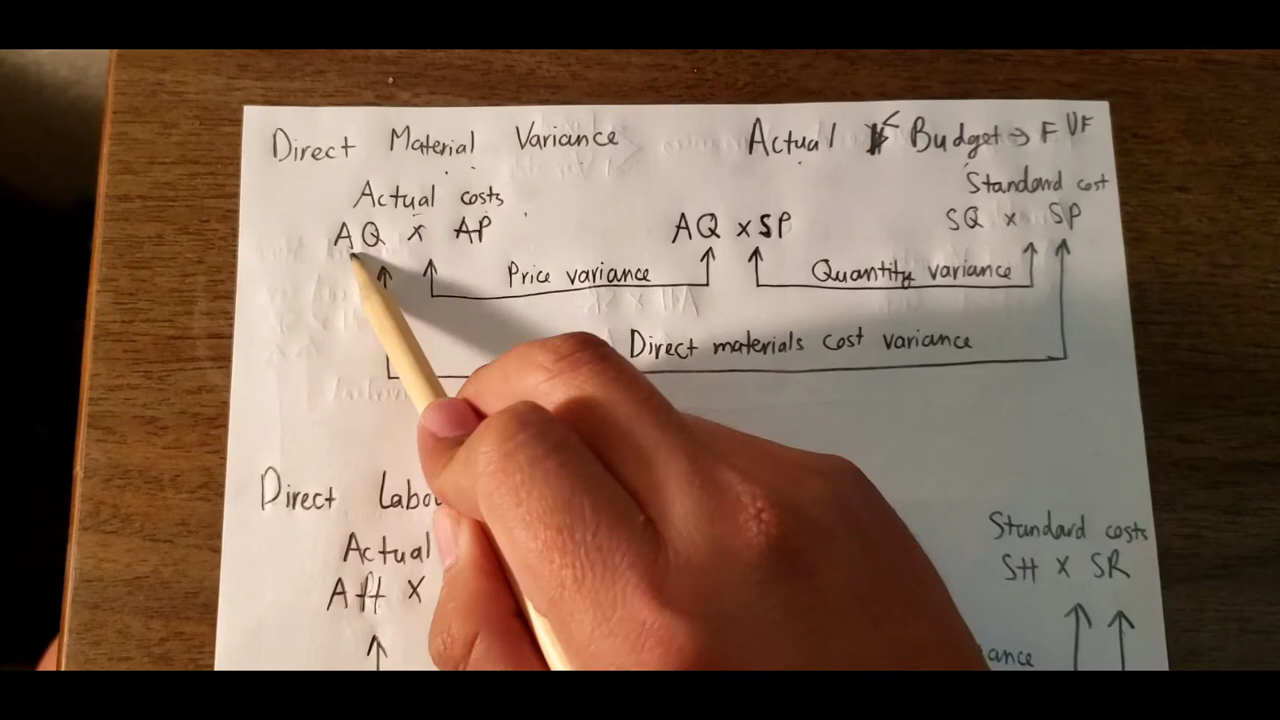 Direct Material Variance Actual < Budget → F UF
Actual costs Standard cost
AQ x AP AQ x SP SQ x SP
Price variance Quantity variance
Direct materials cost variance
Direct
Actual Standard costs
AH X SH X SR